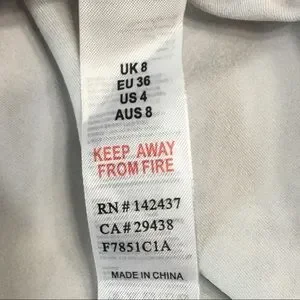 UK 8
EU 36
US 4
AUS 8
KEEP AWAY
FROM FIRE
RN # 142437
CA # 29438
F7851C1A
MADE IN CHINA